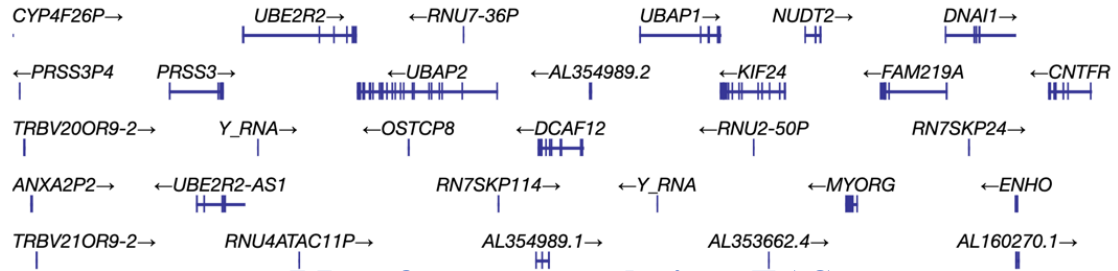 CYP4F26P→ UBE2R2→ ←RNU7-36P UBAP1→ NUDT2→ DNAI1→
←PRSS3P4 PRSS3→ ←UBAP2 ←AL354989.2 ←KIF24 ←FAM219A ←CNTFR
TRBV20OR9-2→ Y_RNA→ ←OSTCP8 ←DCAF12 ←RNU2-50P RN7SKP24→
ANXA2P2→ ←UBE2R2-AS1 RN7SKP114→ ←Y_RNA ←MYORG ←ENHO
TRBV21OR9-2→ RNU4ATAC11P→ AL354989.1→ AL353662.4→ AL160270.1→